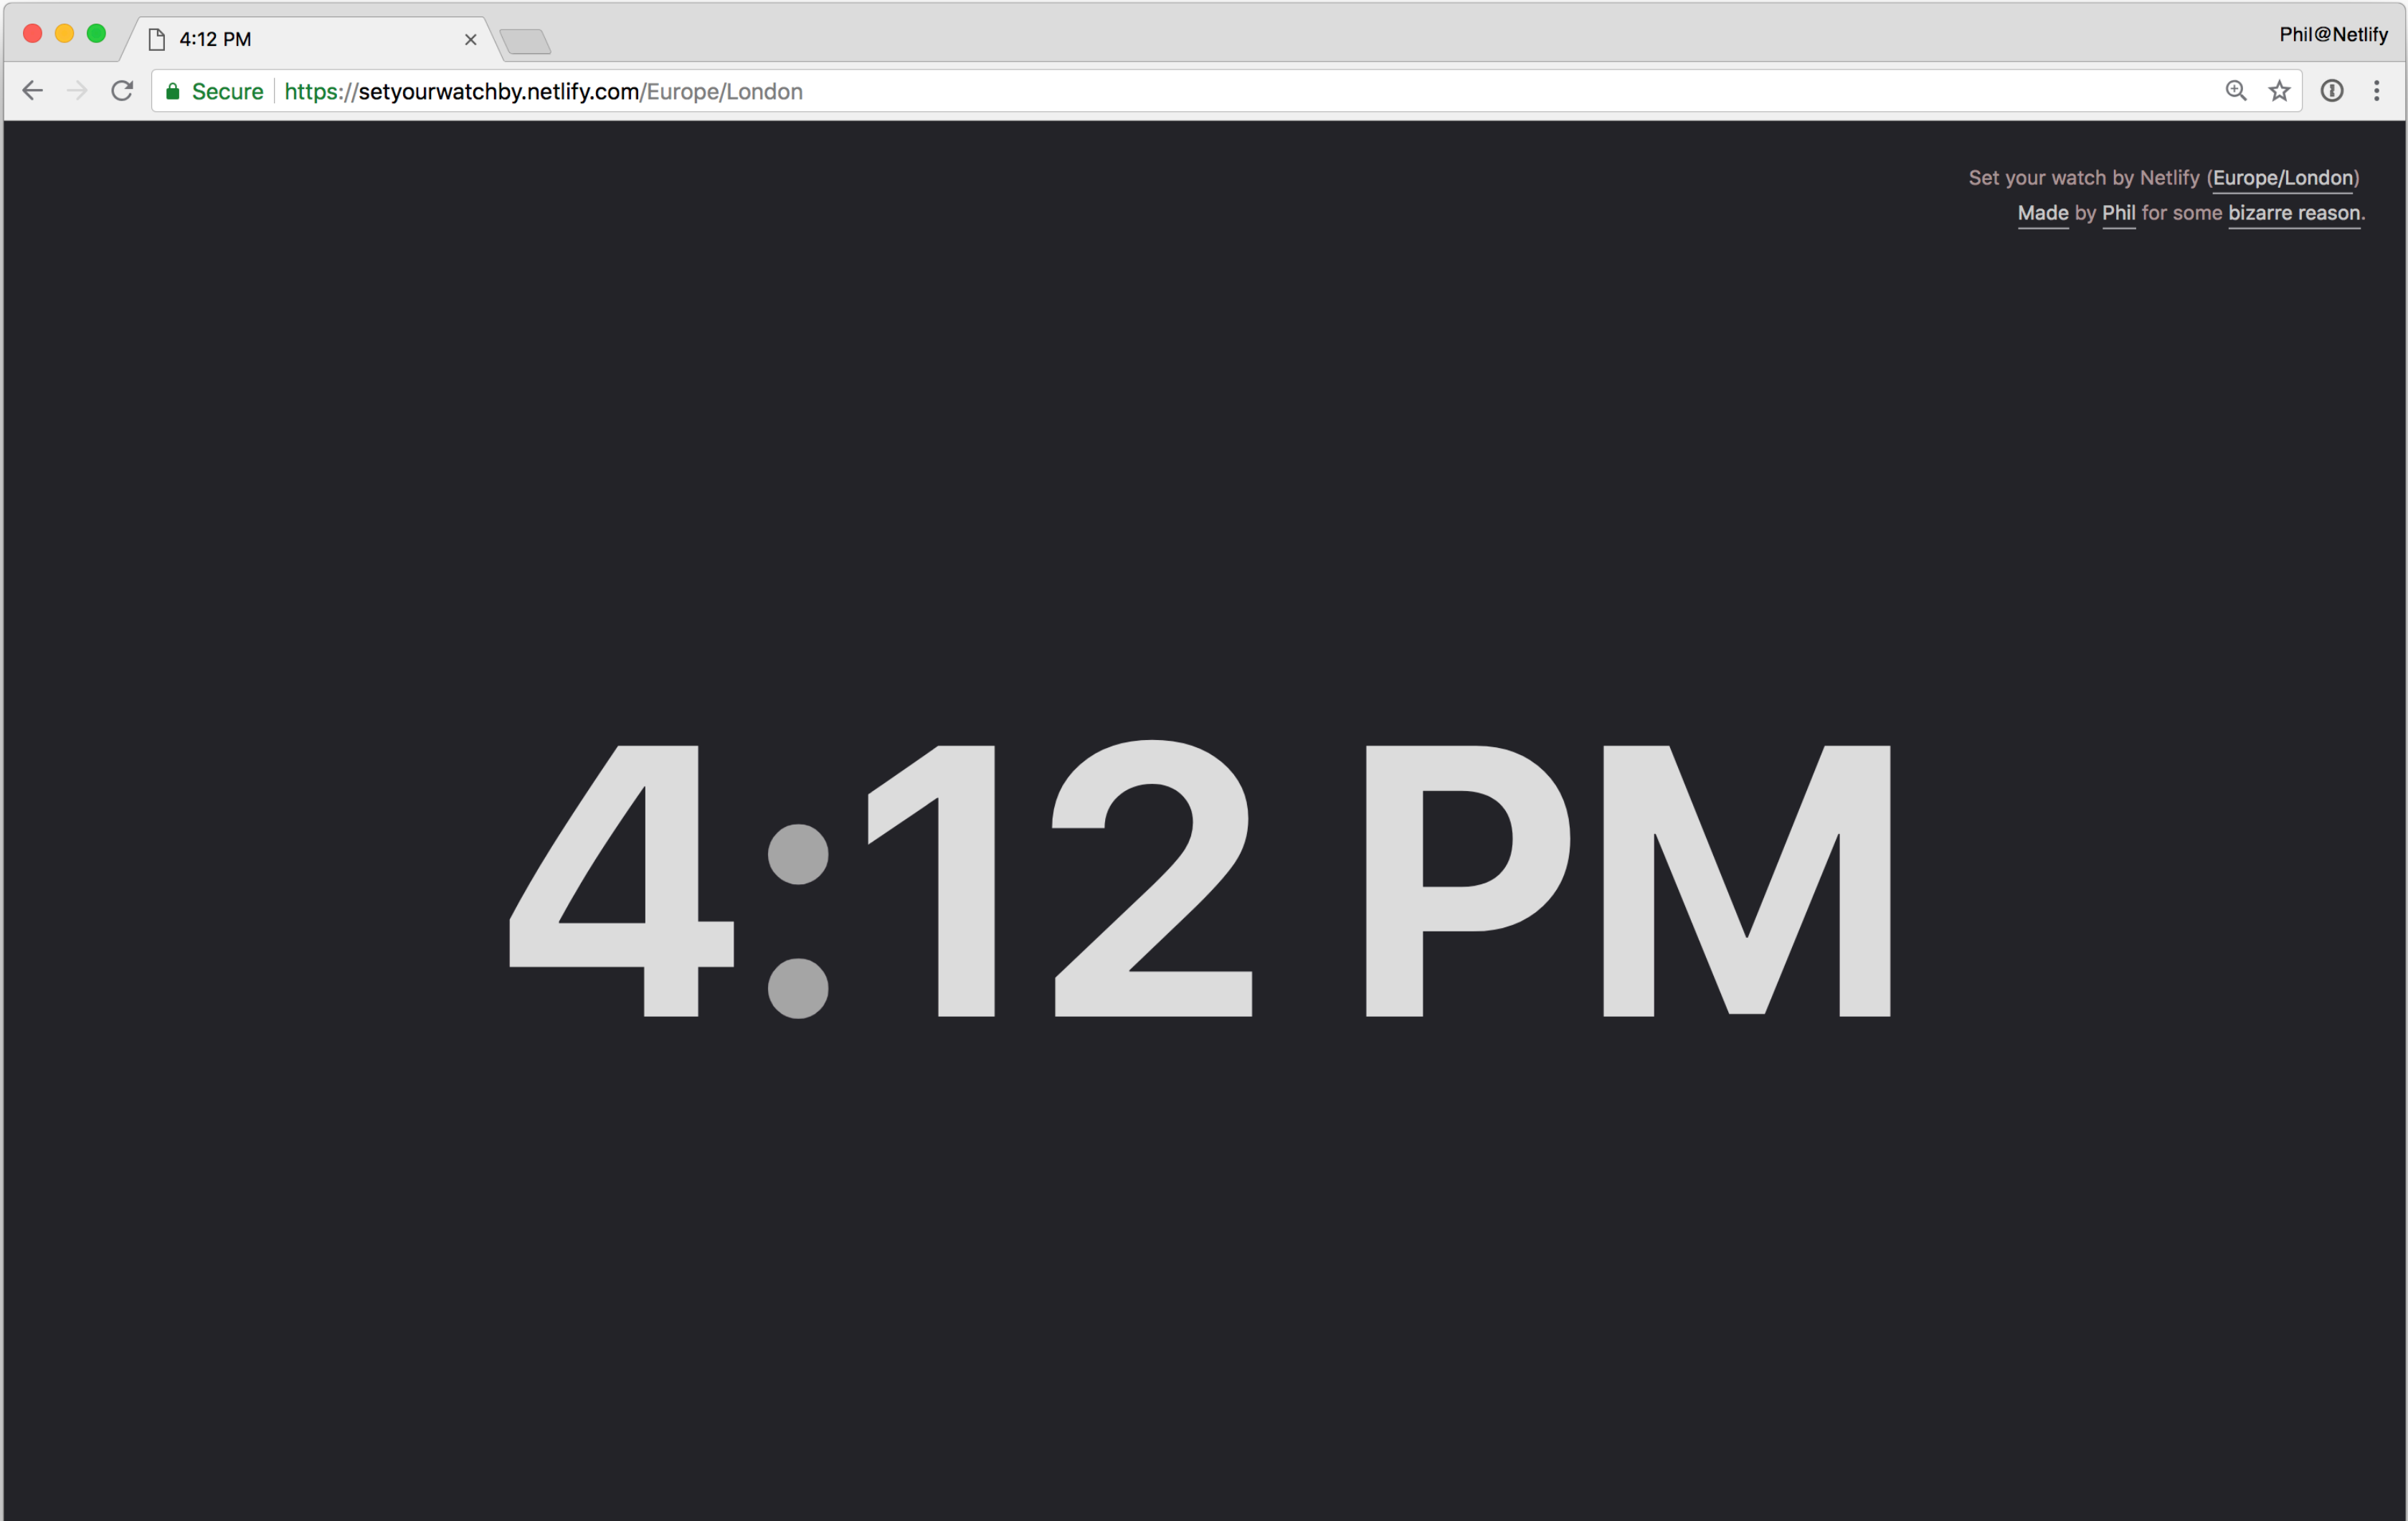 4:12 PM
Phil@Netlify
Secure https://setyourwatchby.netlify.com/Europe/London
Set your watch by Netlify (Europe/London)
Made by Phil for some bizarre reason.
4:12 PM